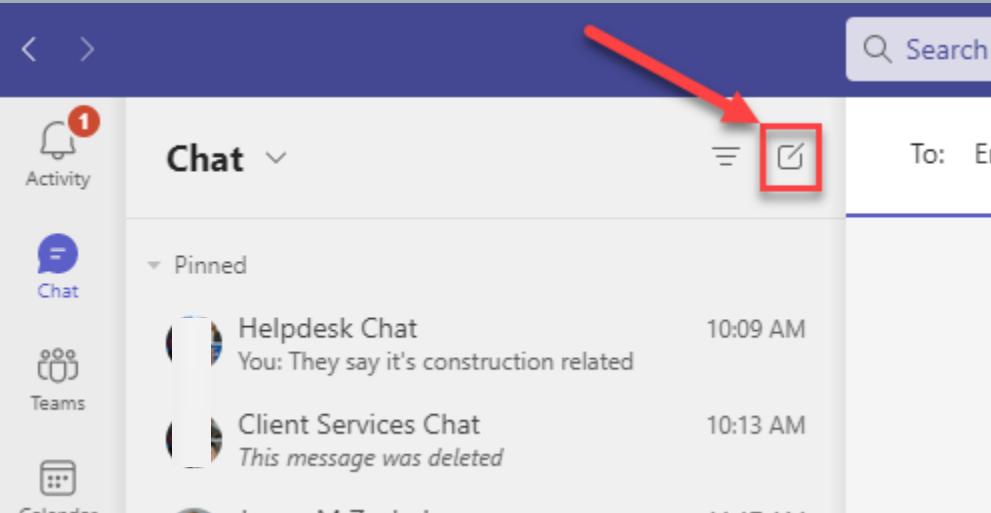 Search
1
Activity
Chat
To:
Chat
Pinned
Helpdesk Chat 10:09 AM
You: They say it's construction related
Teams
Client Services Chat 10:13 AM
This message was deleted